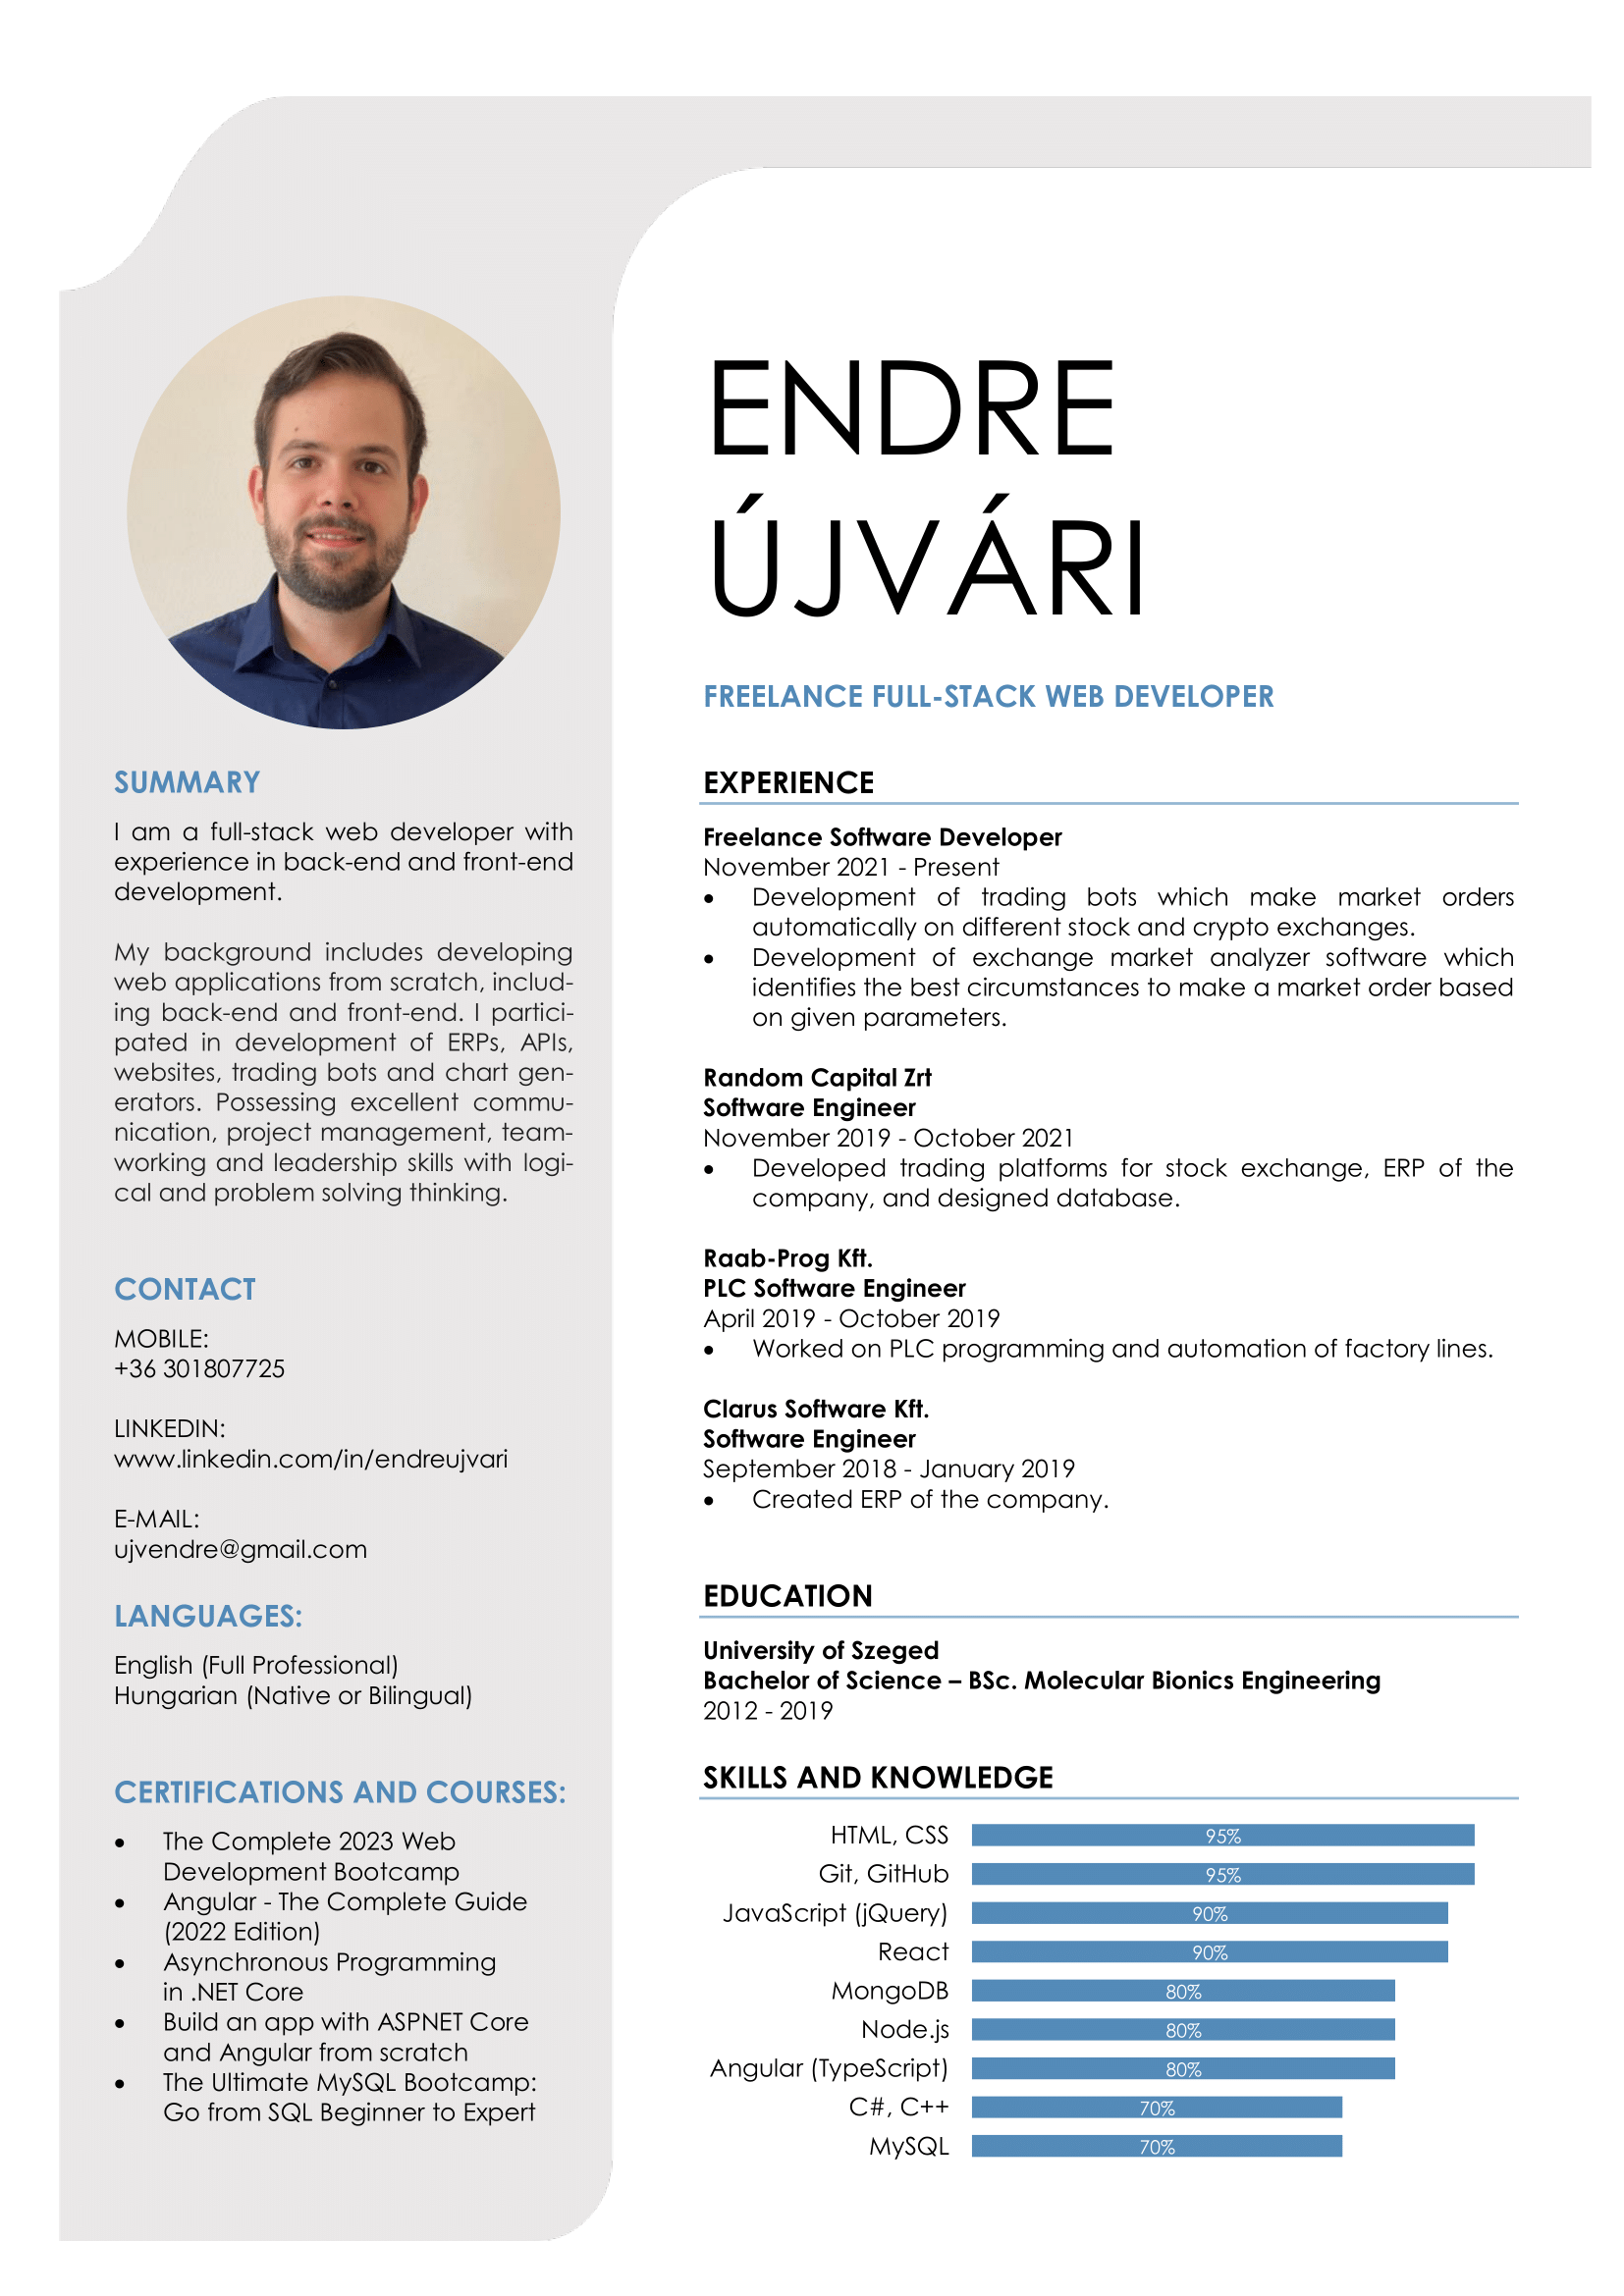 ENDRE
ÚJVÁRI
FREELANCE FULL-STACK WEB DEVELOPER
SUMMARY
I am a full-stack web developer with
experience in back-end and front-end
development.
My background includes developing
web applications from scratch, includ-
ing back-end and front-end. I partici-
pated in development of ERPs, APIs,
websites, trading bots and chart gen-
erators. Possessing excellent commu-
nication, project management, team-
working and leadership skills with logi-
cal and problem solving thinking.
CONTACT
MOBILE:
+36 301807725
LINKEDIN:
www.linkedin.com/in/endreujvari
E-MAIL:
ujvendre@gmail.com
LANGUAGES:
English (Full Professional)
Hungarian (Native or Bilingual)
CERTIFICATIONS AND COURSES:
• The Complete 2023 Web
Development Bootcamp
• Angular - The Complete Guide
(2022 Edition)
• Asynchronous Programming
in .NET Core
• Build an app with ASPNET Core
and Angular from scratch
• The Ultimate MySQL Bootcamp:
Go from SQL Beginner to Expert
EXPERIENCE
Freelance Software Developer
November 2021 - Present
• Development of trading bots which make market orders
automatically on different stock and crypto exchanges.
• Development of exchange market analyzer software which
identifies the best circumstances to make a market order based
on given parameters.
Random Capital Zrt
Software Engineer
November 2019 - October 2021
• Developed trading platforms for stock exchange, ERP of the
company, and designed database.
Raab-Prog Kft.
PLC Software Engineer
April 2019 - October 2019
• Worked on PLC programming and automation of factory lines.
Clarus Software Kft.
Software Engineer
September 2018 - January 2019
• Created ERP of the company.
EDUCATION
University of Szeged
Bachelor of Science – BSc. Molecular Bionics Engineering
2012 - 2019
SKILLS AND KNOWLEDGE
HTML, CSS 95%
Git, GitHub 95%
JavaScript (jQuery) 90%
React 90%
MongoDB 80%
Node.js 80%
Angular (TypeScript) 80%
C#, C++ 70%
MySQL 70%